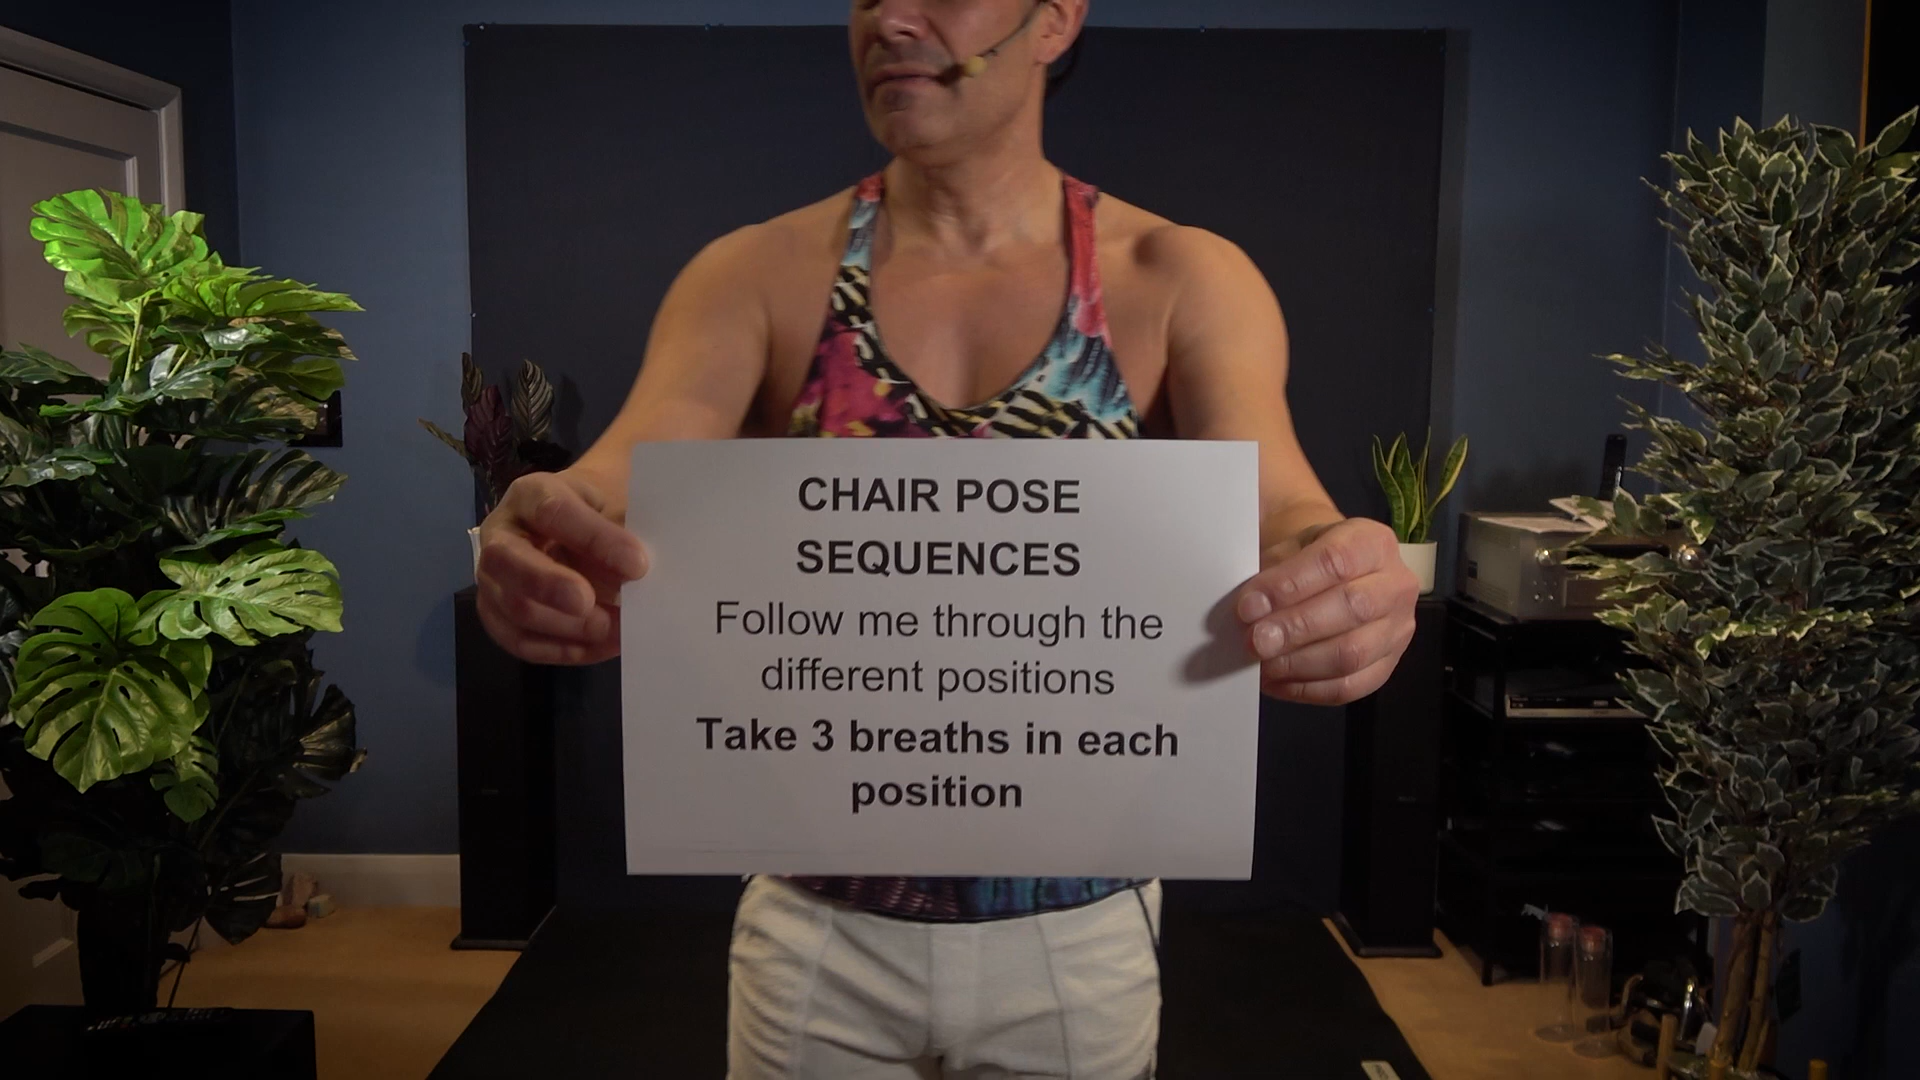 CHAIR POSE
SEQUENCES
Follow me through the
different positions
Take 3 breaths in each
position